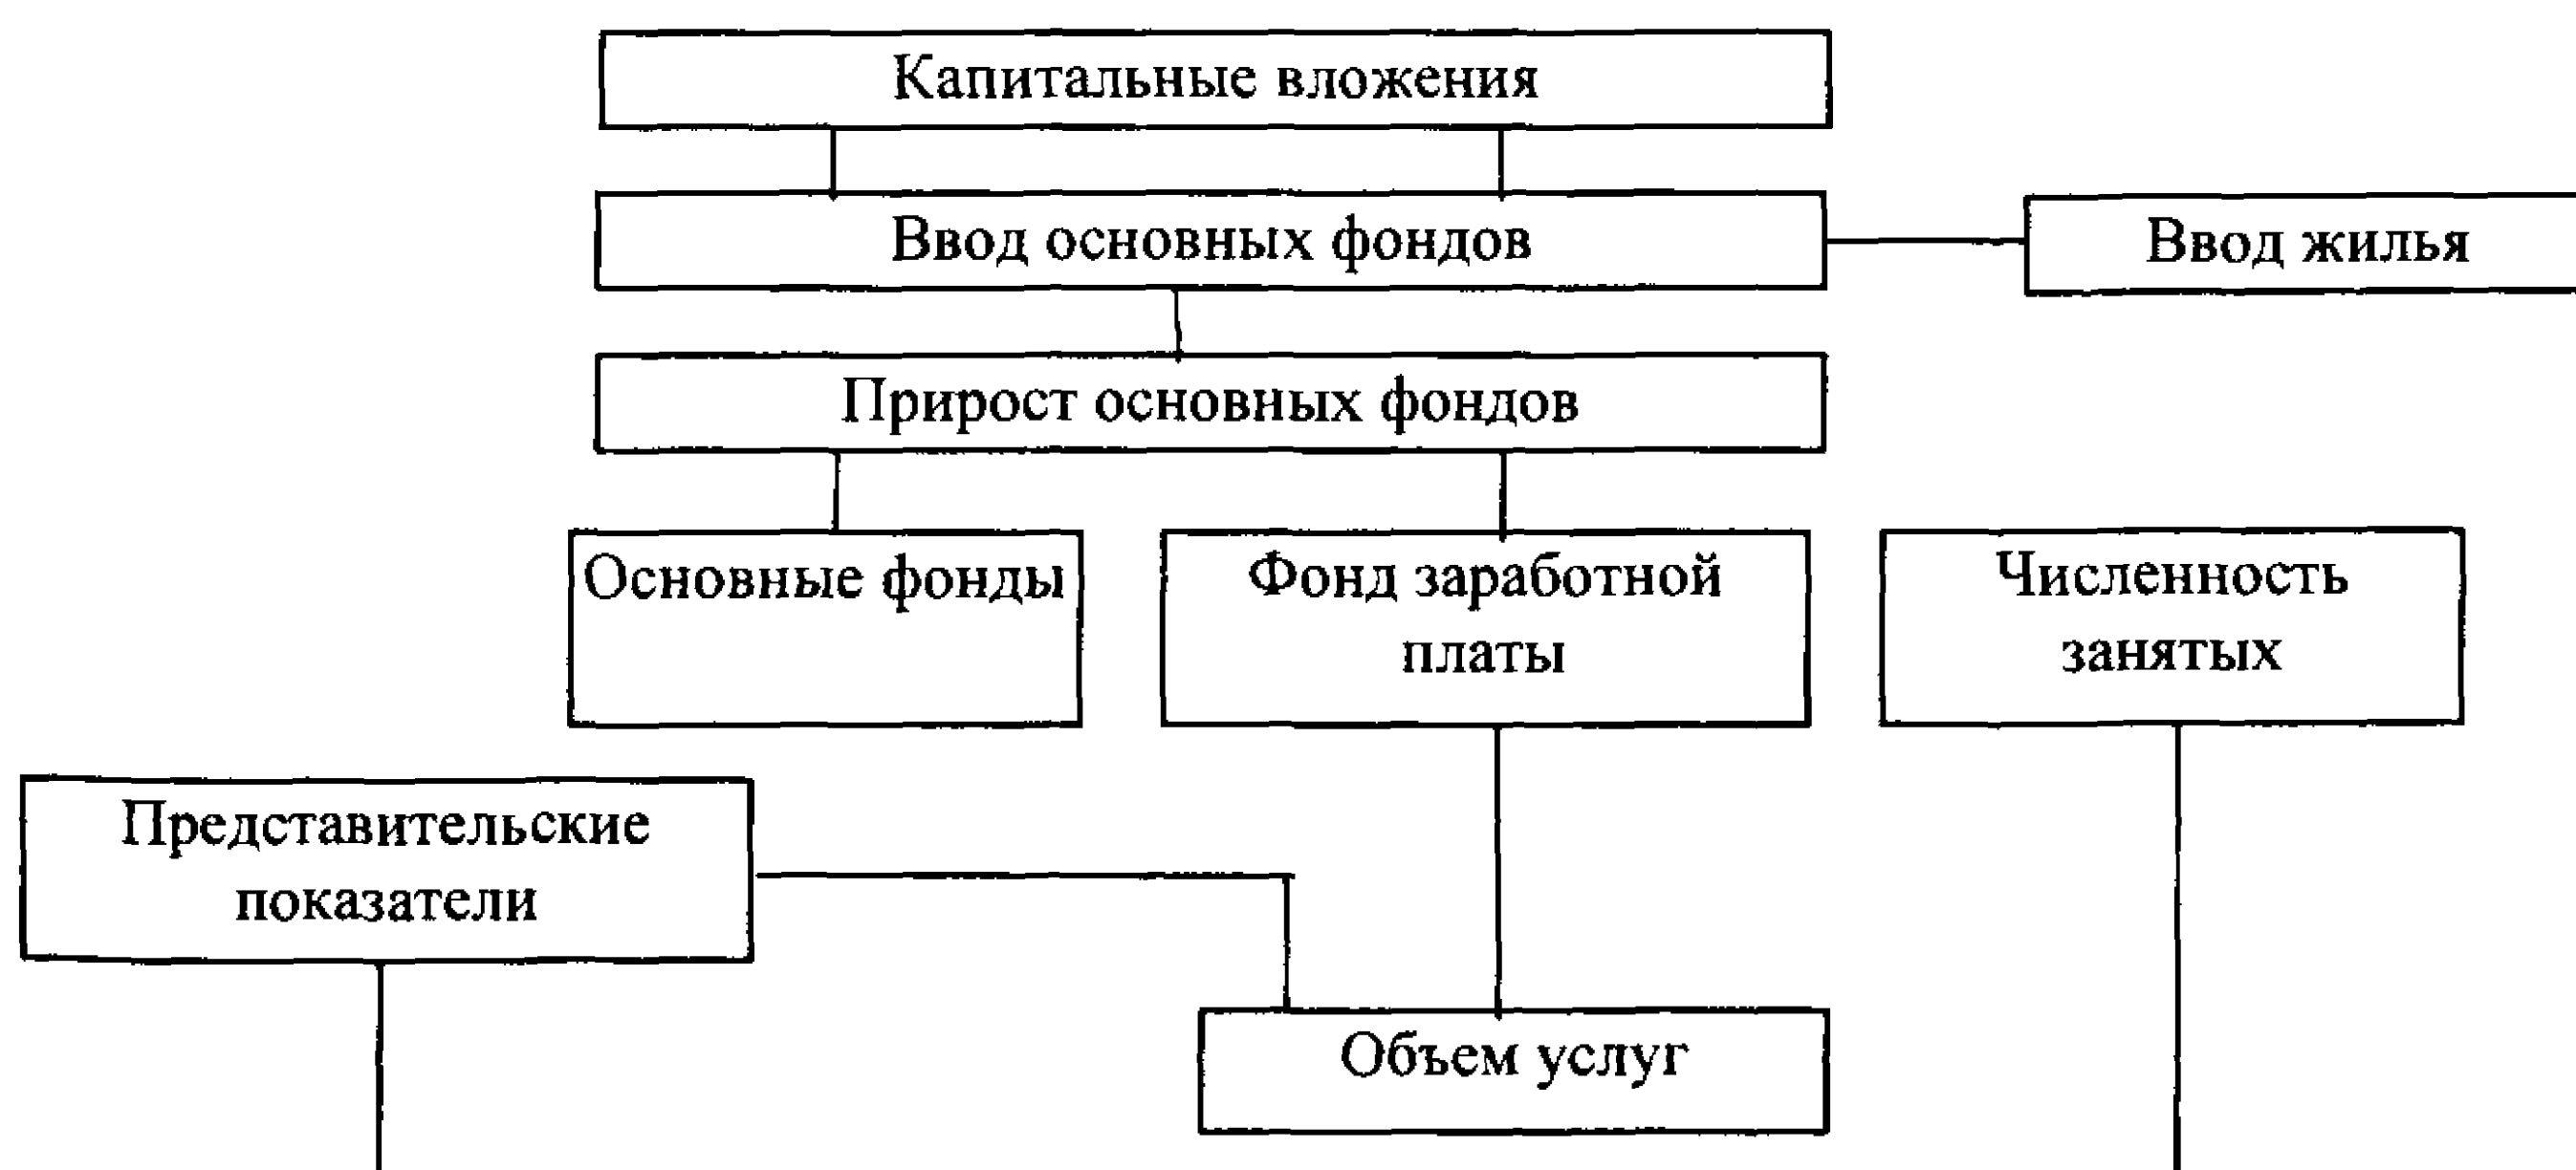 Капитальные вложения
Ввод основных фондов
Ввод жилья
Прирост основных фондов
Основные фонды
Фонд заработной
платы
Численность
занятых
Представительские
показатели
Объем услуг